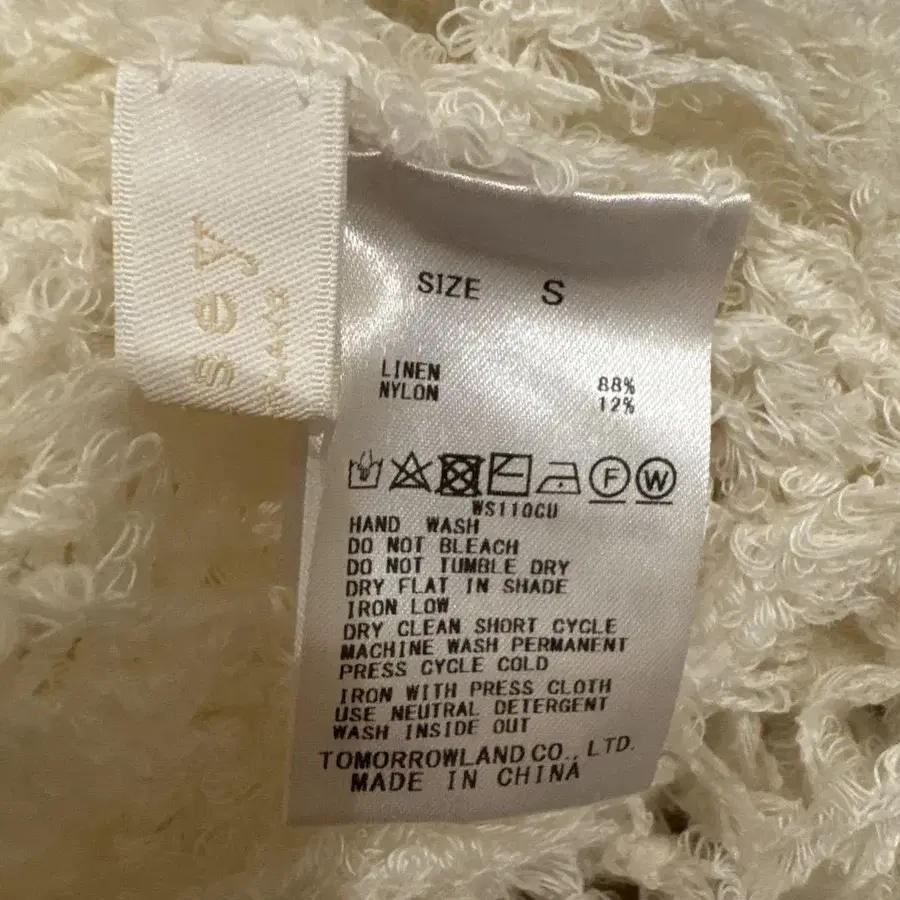 sey
SIZE S
LINEN 88%
NYLON 12%
F W
WS110CU
HAND WASH
DO NOT BLEACH
DO NOT TUMBLE DRY
DRY FLAT IN SHADE
IRON LOW
DRY CLEAN SHORT CYCLE
MACHINE WASH PERMANENT
PRESS CYCLE COLD
IRON WITH PRESS CLOTH
USE NEUTRAL DETERGENT
WASH INSIDE OUT
TOMORROWLAND CO., LTD.
MADE IN CHINA